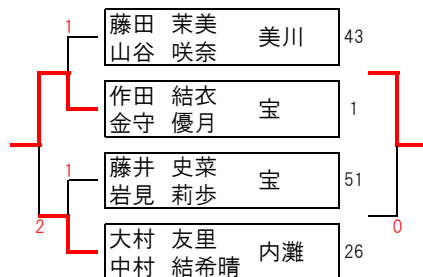 1
藤田 茉美 美川 43
山谷 咲奈
作田 結衣 宝 1
金守 優月
1
藤井 史菜 宝 51
岩見 莉歩
2 0
大村 友里 内灘 26
中村 結希晴